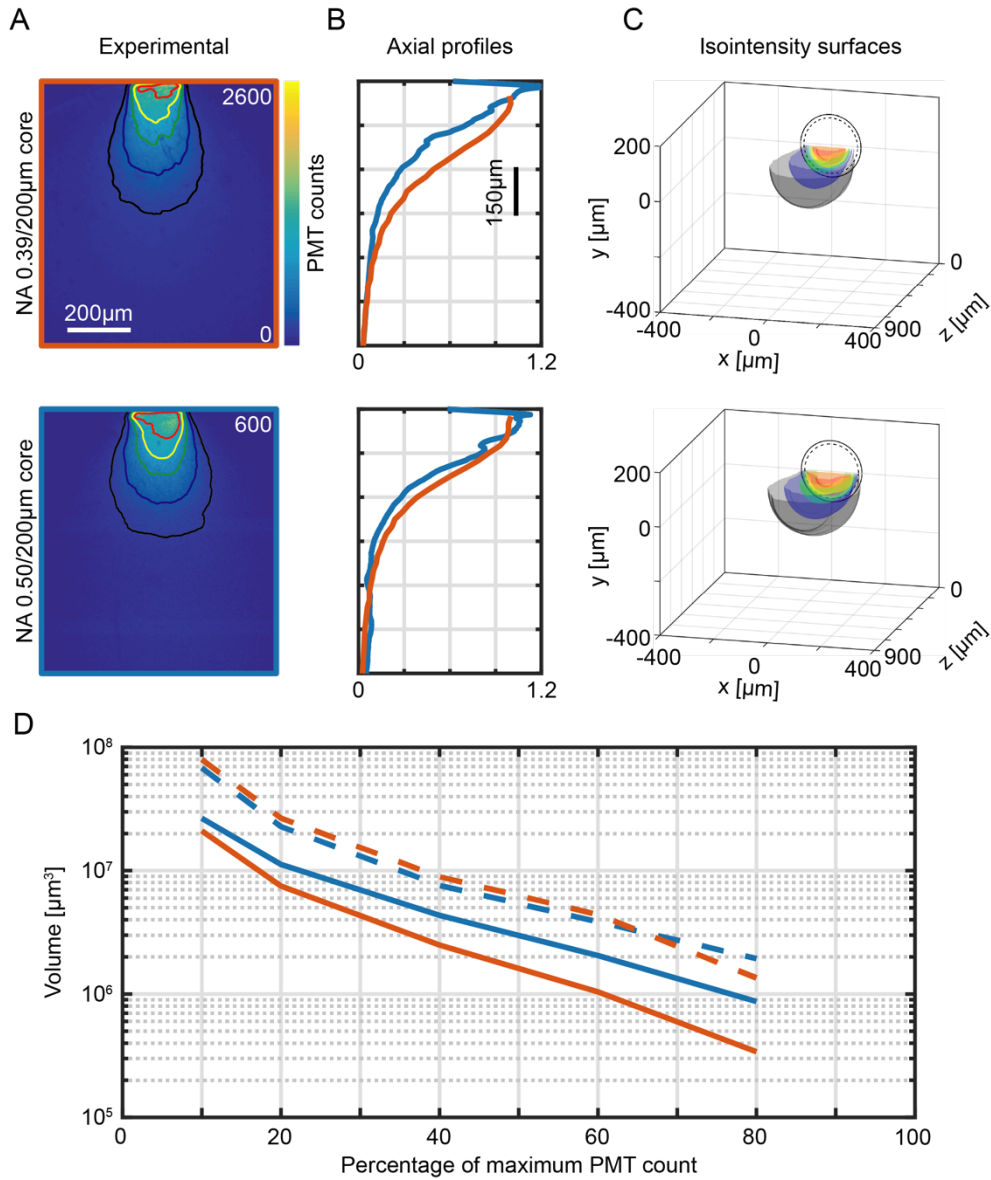 A
B
C
Experimental
Axial profiles
Isointensity surfaces
NA 0.39/200µm core
2600
0
PMT counts
200µm
150µm
0
1.2
200
0
-400
y [µm]
-400
0
400
x [µm]
900
0
z [µm]
NA 0.50/200µm core
600
0
1.2
200
0
-400
y [µm]
-400
0
400
x [µm]
900
0
z [µm]
D
10⁸
10⁷
10⁶
10⁵
Volume [µm³]
0
20
40
60
80
100
Percentage of maximum PMT count